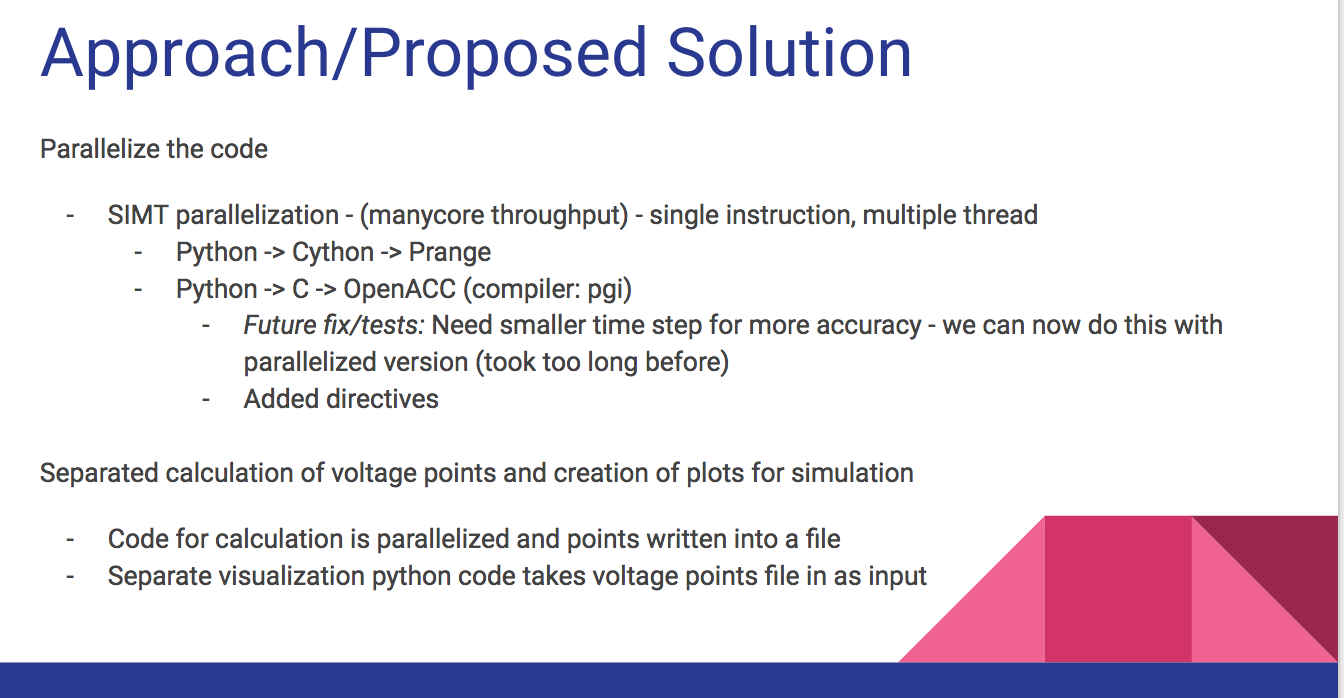 Approach/Proposed Solution
Parallelize the code
- SIMT parallelization - (manycore throughput) - single instruction, multiple thread
- Python -> Cython -> Prange
- Python -> C -> OpenACC (compiler: pgi)
- Future fix/tests: Need smaller time step for more accuracy - we can now do this with
parallelized version (took too long before)
- Added directives
Separated calculation of voltage points and creation of plots for simulation
- Code for calculation is parallelized and points written into a file
- Separate visualization python code takes voltage points file in as input